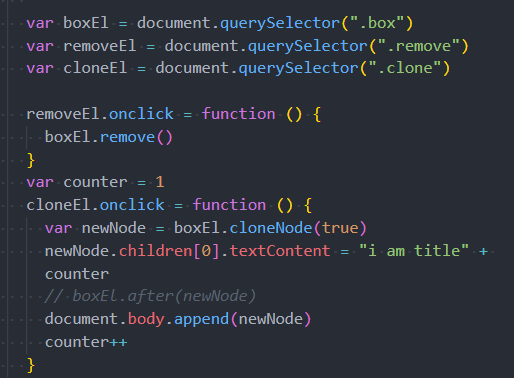 var boxEl = document.querySelector(".box")
var removeEl = document.querySelector(".remove")
var cloneEl = document.querySelector(".clone")
removeEl.onclick = function () {
boxEl.remove()
}
var counter = 1
cloneEl.onclick = function () {
var newNode = boxEl.cloneNode(true)
newNode.children[0].textContent = "i am title" +
counter
// boxEl.after(newNode)
document.body.append(newNode)
counter++
}